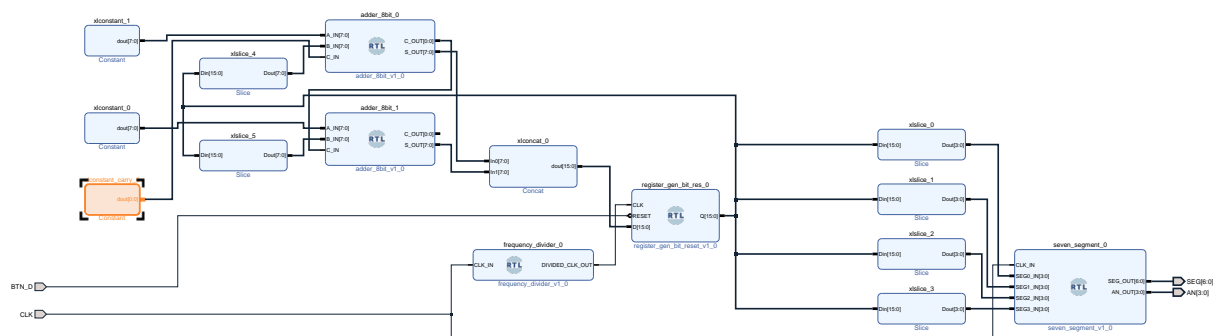 xlconstant_1
dout[7:0]
Constant
xlslice_4
Din[15:0]
Dout[7:0]
Slice
adder_8bit_0
A_IN[7:0]
B_IN[7:0]
C_IN
RTL
C_OUT[0:0]
S_OUT[7:0]
adder_8bit_v1_0
xlconstant_0
dout[7:0]
Constant
xlslice_5
Din[15:0]
Dout[7:0]
Slice
adder_8bit_1
A_IN[7:0]
B_IN[7:0]
C_IN
RTL
C_OUT[0:0]
S_OUT[7:0]
adder_8bit_v1_0
constant_carry
dout[0:0]
Constant
xlconcat_0
In0[7:0]
In1[7:0]
dout[15:0]
Concat
register_gen_bit_res_0
CLK
RESET
D[15:0]
RTL
Q[15:0]
register_gen_bit_reset_v1_0
frequency_divider_0
CLK_IN
RTL
DIVIDED_CLK_OUT
frequency_divider_v1_0
BTN_D
CLK
xlslice_0
Din[15:0]
Dout[3:0]
Slice
xlslice_1
Din[15:0]
Dout[3:0]
Slice
xlslice_2
Din[15:0]
Dout[3:0]
Slice
xlslice_3
Din[15:0]
Dout[3:0]
Slice
seven_segment_0
CLK_IN
SEG0_IN[3:0]
SEG1_IN[3:0]
SEG2_IN[3:0]
SEG3_IN[3:0]
RTL
SEG_OUT[6:0]
AN_OUT[3:0]
seven_segment_v1_0
SEG[6:0]
AN[3:0]